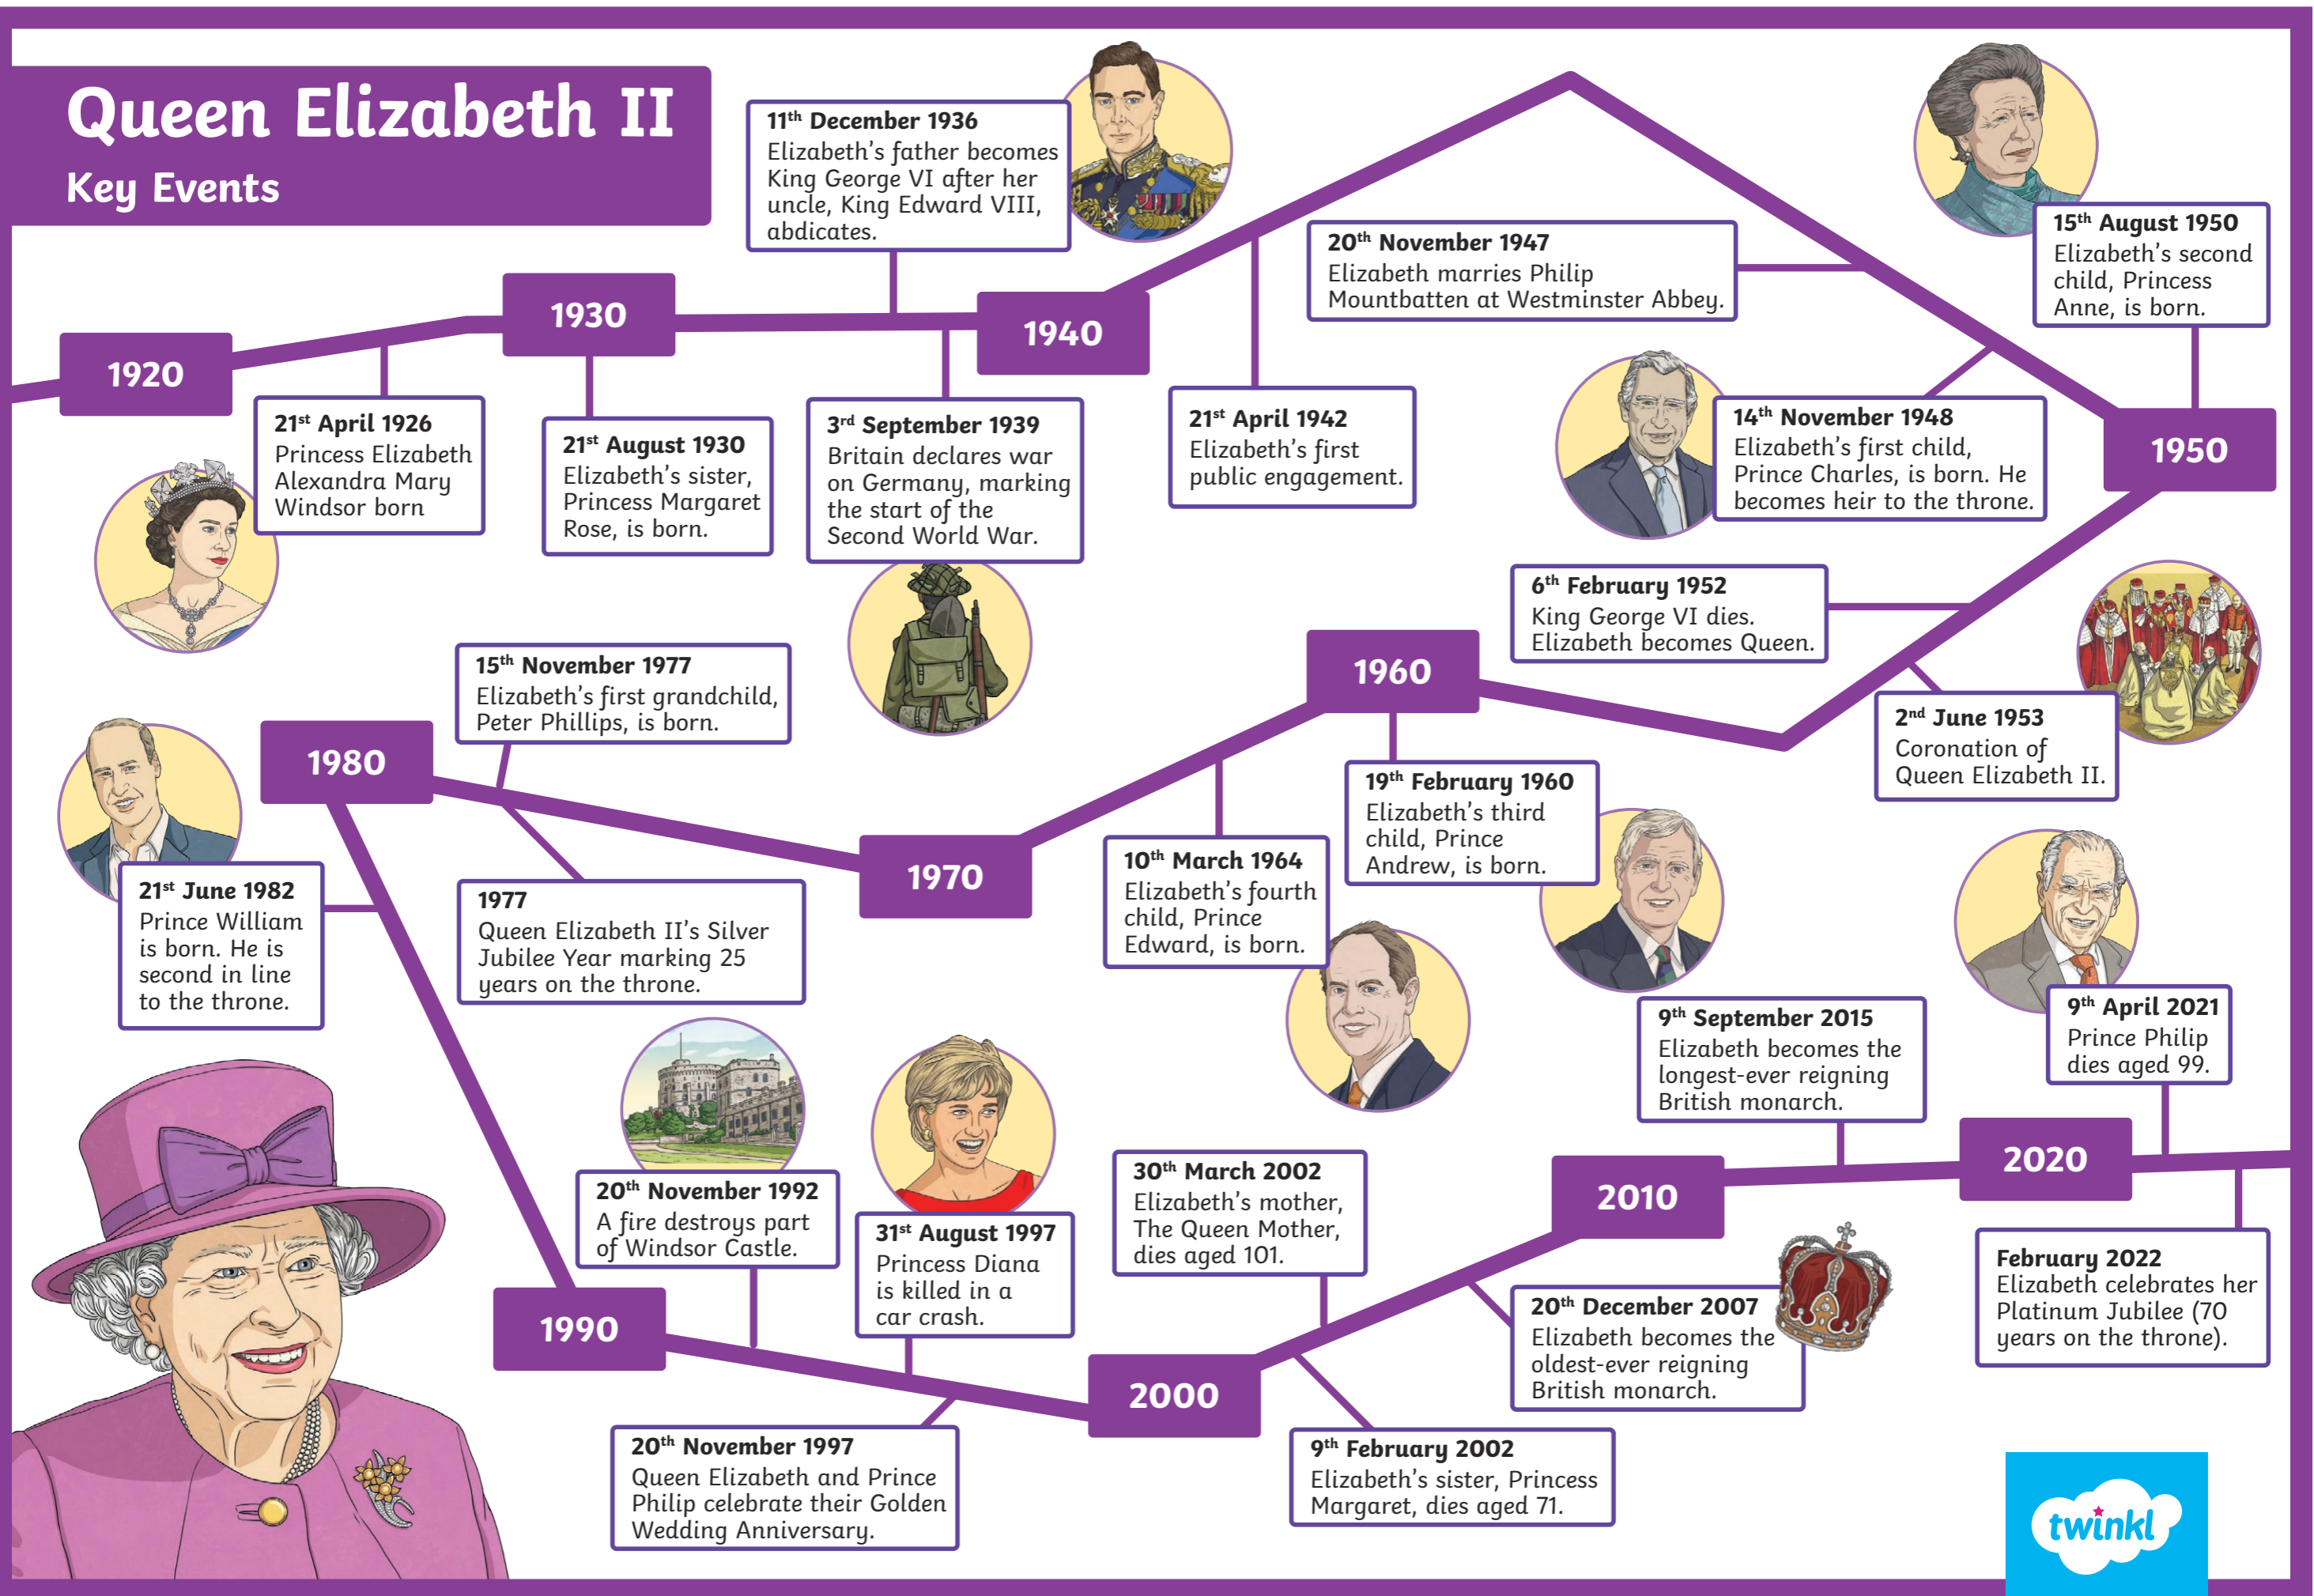 Queen Elizabeth II
Key Events
1920
21st April 1926
Princess Elizabeth
Alexandra Mary
Windsor born
1930
21st August 1930
Elizabeth's sister,
Princess Margaret
Rose, is born.
11th December 1936
Elizabeth's father becomes
King George VI after her
uncle, King Edward VIII,
abdicates.
3rd September 1939
Britain declares war
on Germany, marking
the start of the
Second World War.
1940
21st April 1942
Elizabeth's first
public engagement.
20th November 1947
Elizabeth marries Philip
Mountbatten at Westminster Abbey.
14th November 1948
Elizabeth's first child,
Prince Charles, is born. He
becomes heir to the throne.
1950
15th August 1950
Elizabeth's second
child, Princess
Anne, is born.
6th February 1952
King George VI dies.
Elizabeth becomes Queen.
2nd June 1953
Coronation of
Queen Elizabeth II.
1960
19th February 1960
Elizabeth's third
child, Prince
Andrew, is born.
10th March 1964
Elizabeth's fourth
child, Prince
Edward, is born.
1970
15th November 1977
Elizabeth's first grandchild,
Peter Phillips, is born.
1977
Queen Elizabeth II's Silver
Jubilee Year marking 25
years on the throne.
1980
21st June 1982
Prince William
is born. He is
second in line
to the throne.
1990
20th November 1992
A fire destroys part
of Windsor Castle.
31st August 1997
Princess Diana
is killed in a
car crash.
20th November 1997
Queen Elizabeth and Prince
Philip celebrate their Golden
Wedding Anniversary.
2000
9th February 2002
Elizabeth's sister, Princess
Margaret, dies aged 71.
30th March 2002
Elizabeth's mother,
The Queen Mother,
dies aged 101.
20th December 2007
Elizabeth becomes the
oldest-ever reigning
British monarch.
2010
9th September 2015
Elizabeth becomes the
longest-ever reigning
British monarch.
2020
9th April 2021
Prince Philip
dies aged 99.
February 2022
Elizabeth celebrates her
Platinum Jubilee (70
years on the throne).
twinkl